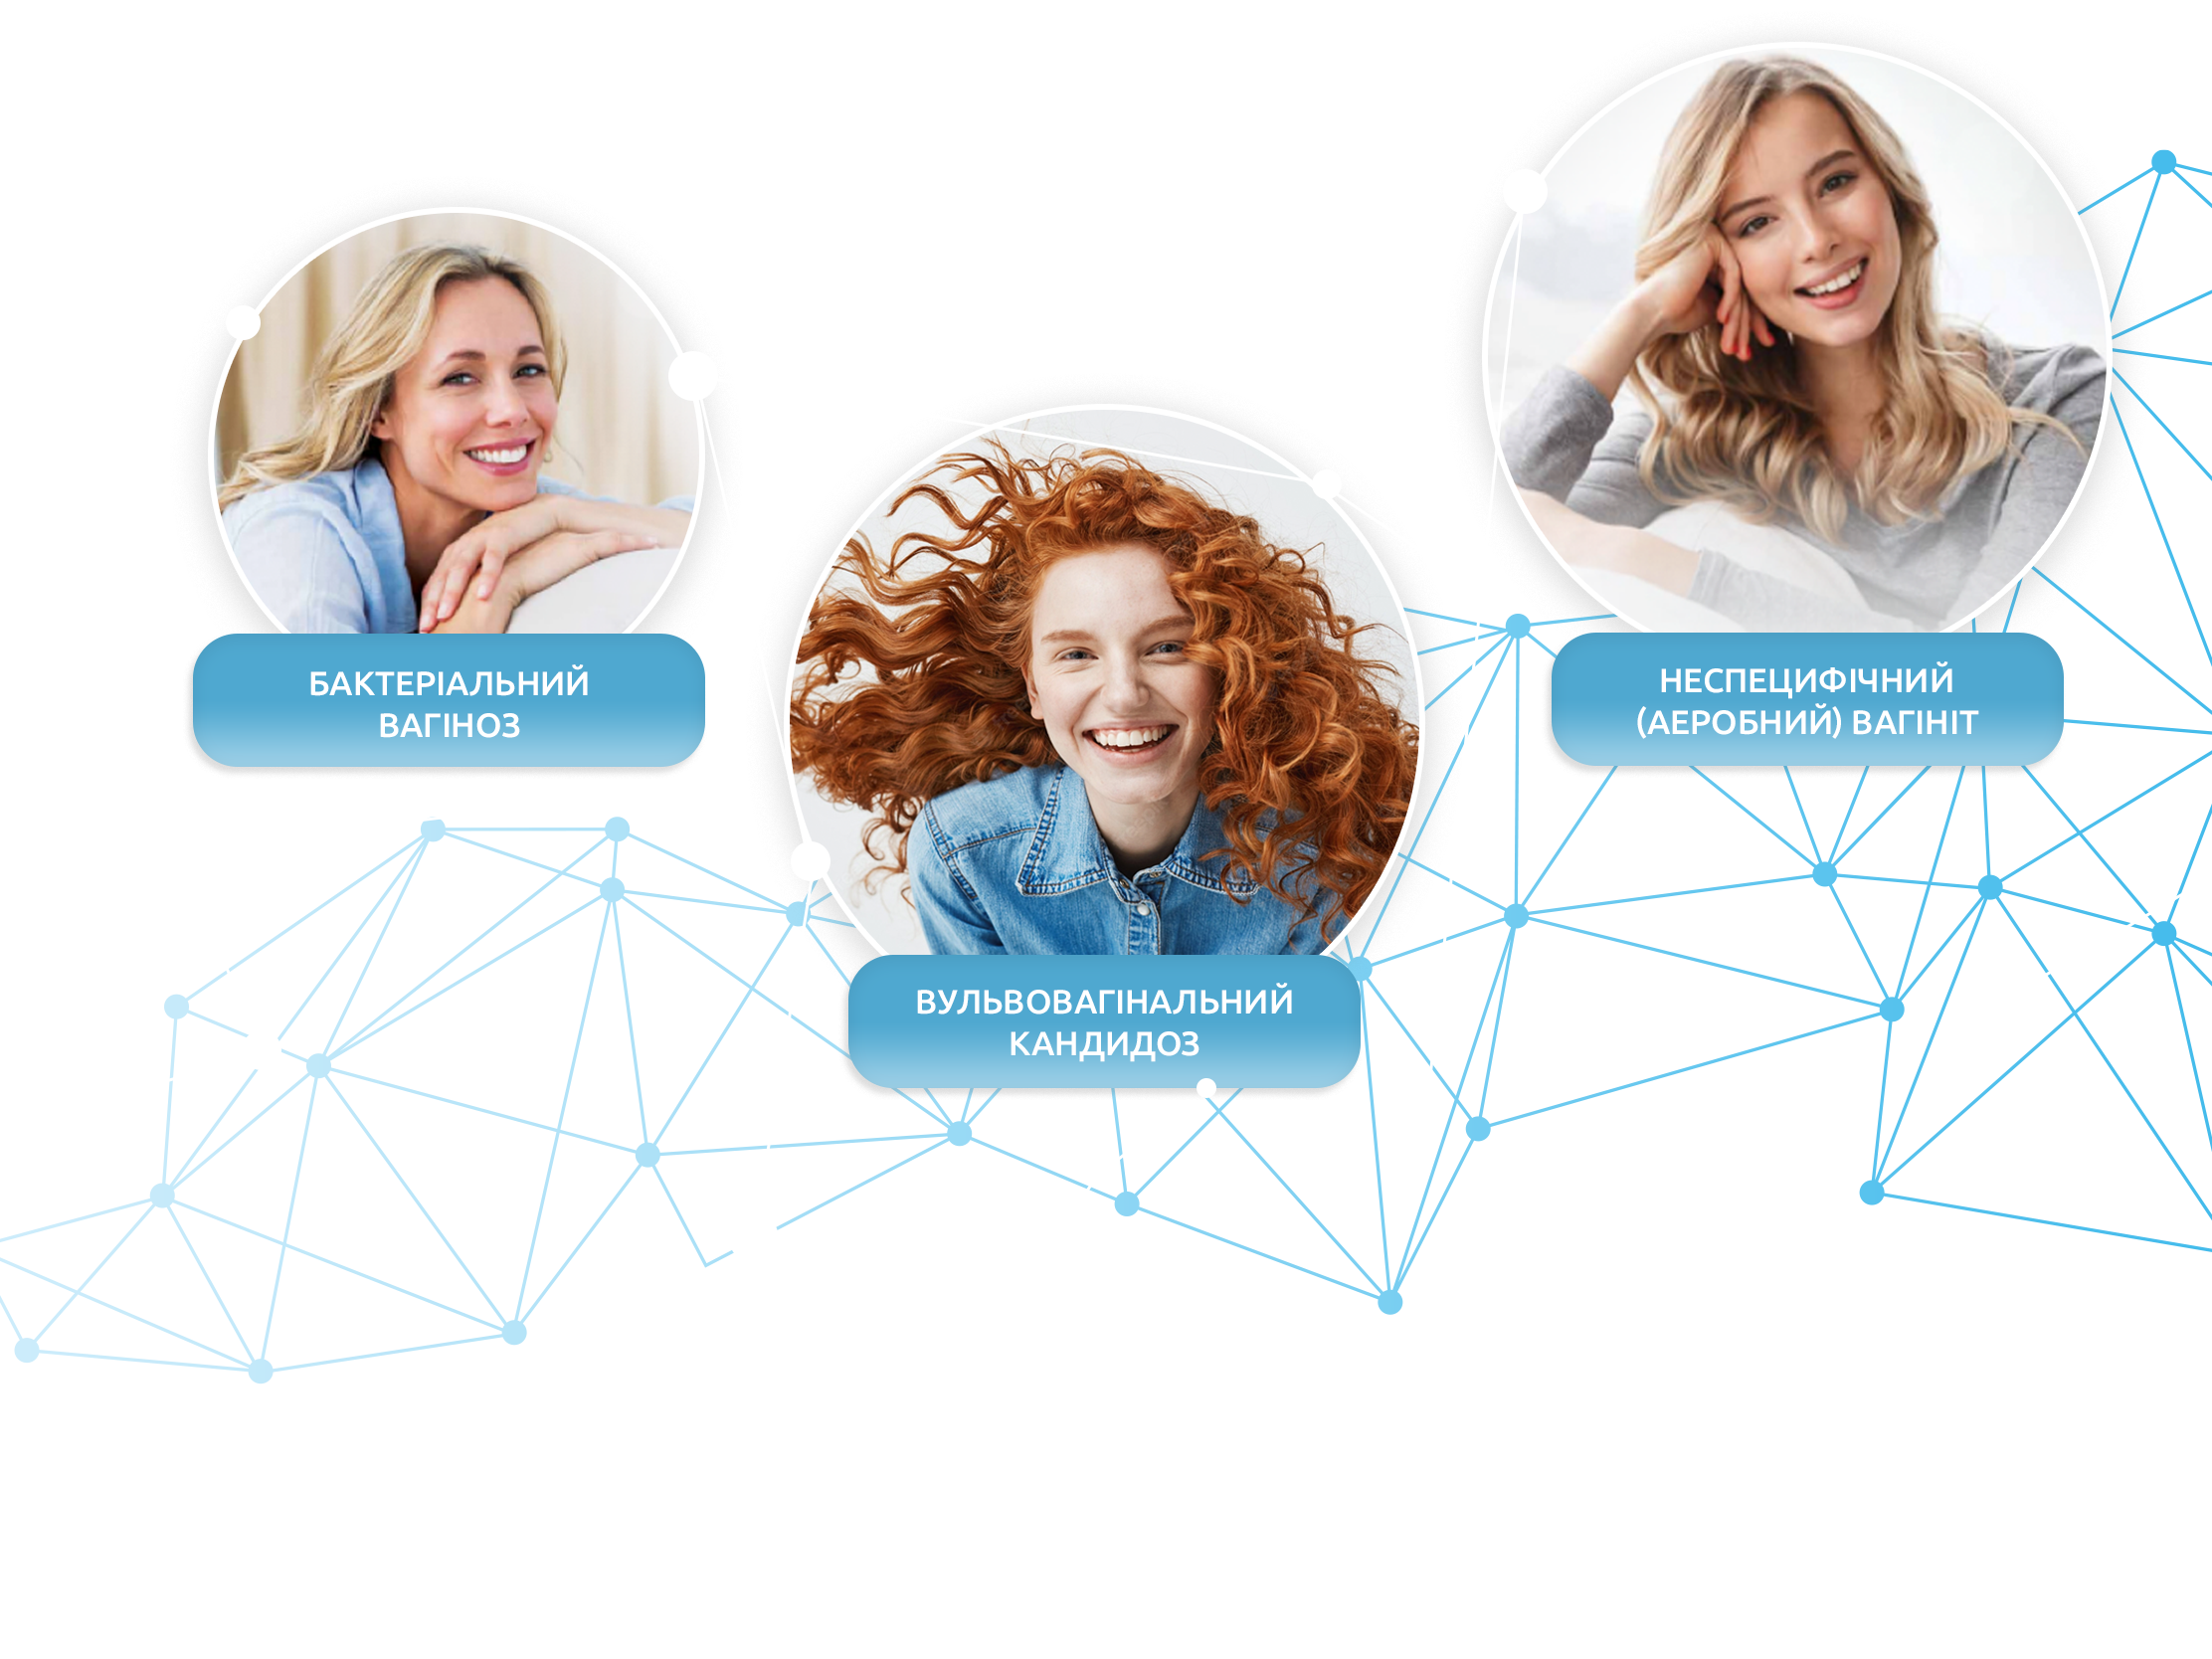 БАКТЕРІАЛЬНИЙ
ВАГІНОЗ
ВУЛЬВОВАГІНАЛЬНИЙ
КАНДИДОЗ
НЕСПЕЦИФІЧНИЙ
(АЕРОБНИЙ) ВАГІНІТ